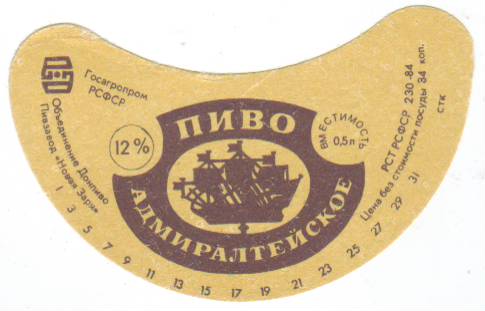 Госагропром
РСФСР
Объединение Донпиво
Пивзавод «Новая Заря»
12%
ПИВО
АДМИРАЛТЕЙСКОЕ
ВМЕСТИМОСТЬ
0,5 л
РСТ РСФСР 230-84
Цена без стоимости посуды 34 коп.
СТК
1 3 5 7 9 11 13 15 17 19 21 23 25 27 29 31